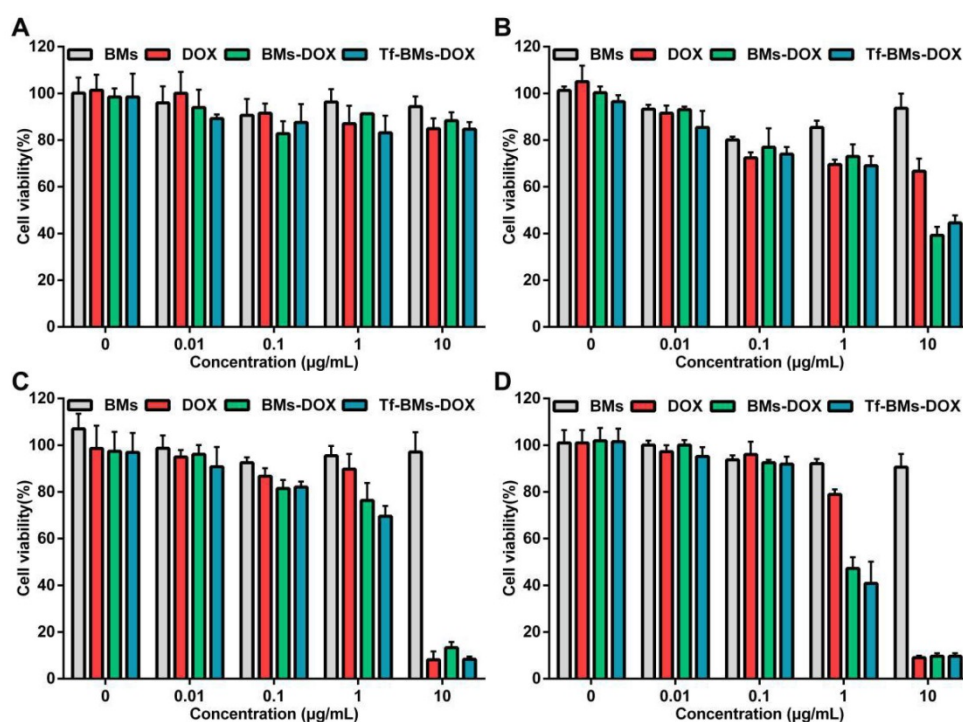 A
BMs DOX BMs-DOX Tf-BMs-DOX
120
100
80
60
40
20
0
Cell viability(%)
0 0.01 0.1 1 10
Concentration (µg/mL)
B
BMs DOX BMs-DOX Tf-BMs-DOX
120
100
80
60
40
20
0
Cell viability(%)
0 0.01 0.1 1 10
Concentration (µg/mL)
C
BMs DOX BMs-DOX Tf-BMs-DOX
120
100
80
60
40
20
0
Cell viability(%)
0 0.01 0.1 1 10
Concentration (µg/mL)
D
BMs DOX BMs-DOX Tf-BMs-DOX
120
100
80
60
40
20
0
Cell viability(%)
0 0.01 0.1 1 10
Concentration (µg/mL)